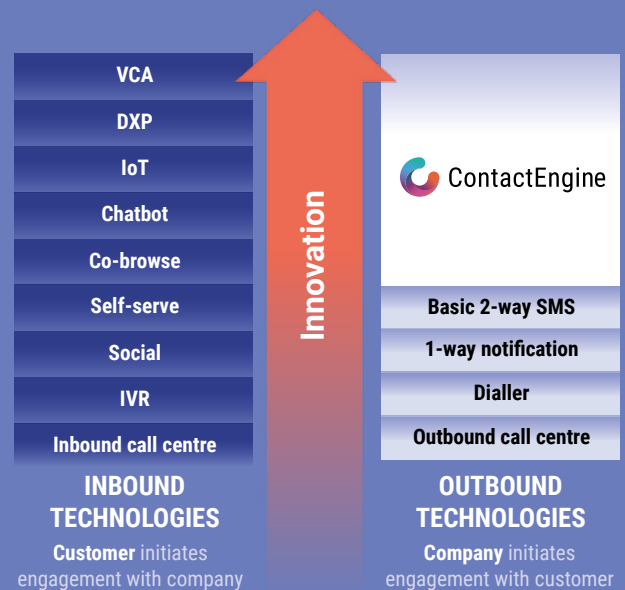 VCA
DXP
IoT
Chatbot
Co-browse
Self-serve
Social
IVR
Inbound call centre
INBOUND
TECHNOLOGIES
Customer initiates
engagement with company
Innovation
ContactEngine
Basic 2-way SMS
1-way notification
Dialler
Outbound call centre
OUTBOUND
TECHNOLOGIES
Company initiates
engagement with customer